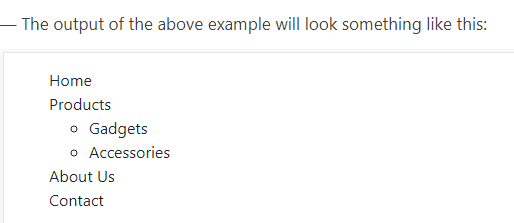 — The output of the above example will look something like this:
Home
Products
Gadgets
Accessories
About Us
Contact